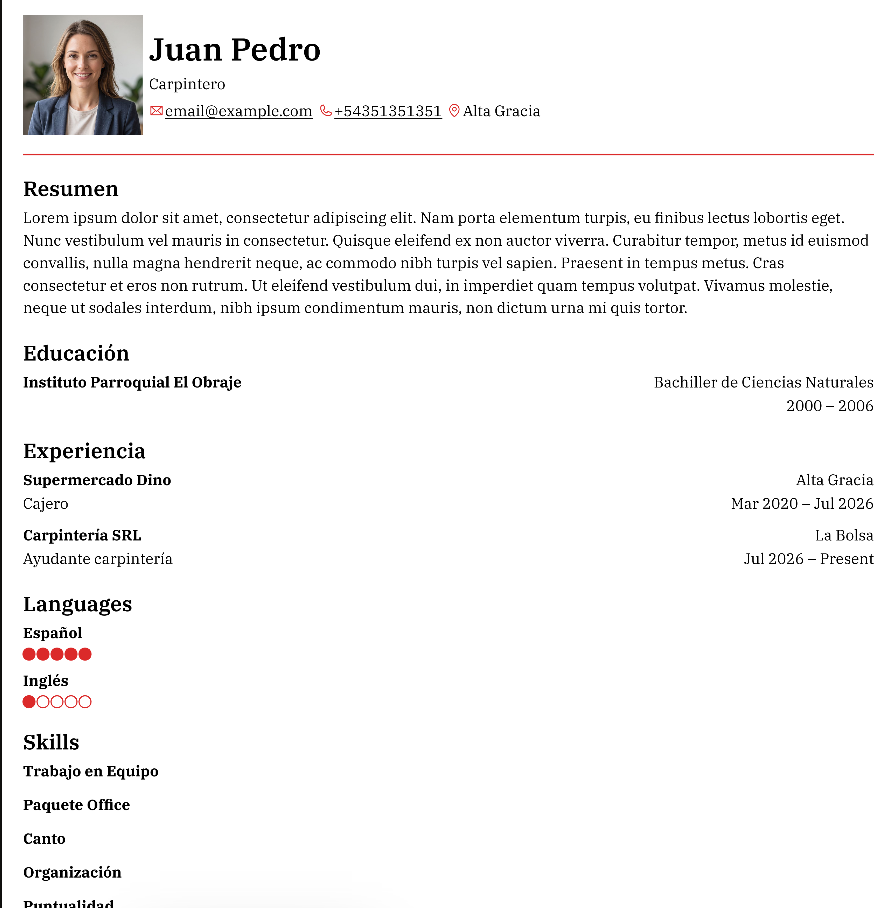 Juan Pedro
Carpintero
email@example.com +54351351351 Alta Gracia
Resumen
Lorem ipsum dolor sit amet, consectetur adipiscing elit. Nam porta elementum turpis, eu finibus lectus lobortis eget.
Nunc vestibulum vel mauris in consectetur. Quisque eleifend ex non auctor viverra. Curabitur tempor, metus id euismod
convallis, nulla magna hendrerit neque, ac commodo nibh turpis vel sapien. Praesent in tempus metus. Cras
consectetur et eros non rutrum. Ut eleifend vestibulum dui, in imperdiet quam tempus volutpat. Vivamus molestie,
neque ut sodales interdum, nibh ipsum condimentum mauris, non dictum urna mi quis tortor.
Educación
Instituto Parroquial El Obraje Bachiller de Ciencias Naturales
2000 – 2006
Experiencia
Supermercado Dino Alta Gracia
Cajero Mar 2020 – Jul 2026
Carpintería SRL La Bolsa
Ayudante carpintería Jul 2026 – Present
Languages
Español
Inglés
Skills
Trabajo en Equipo
Paquete Office
Canto
Organización
Puntualidad